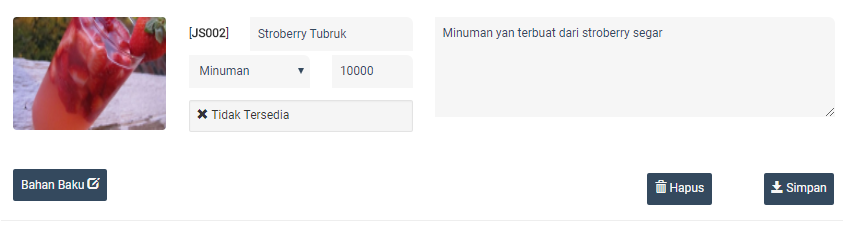 [JS002] Stroberry Tubruk
Minuman 10000
✖ Tidak Tersedia
Minuman yan terbuat dari stroberry segar
Bahan Baku
Hapus
Simpan